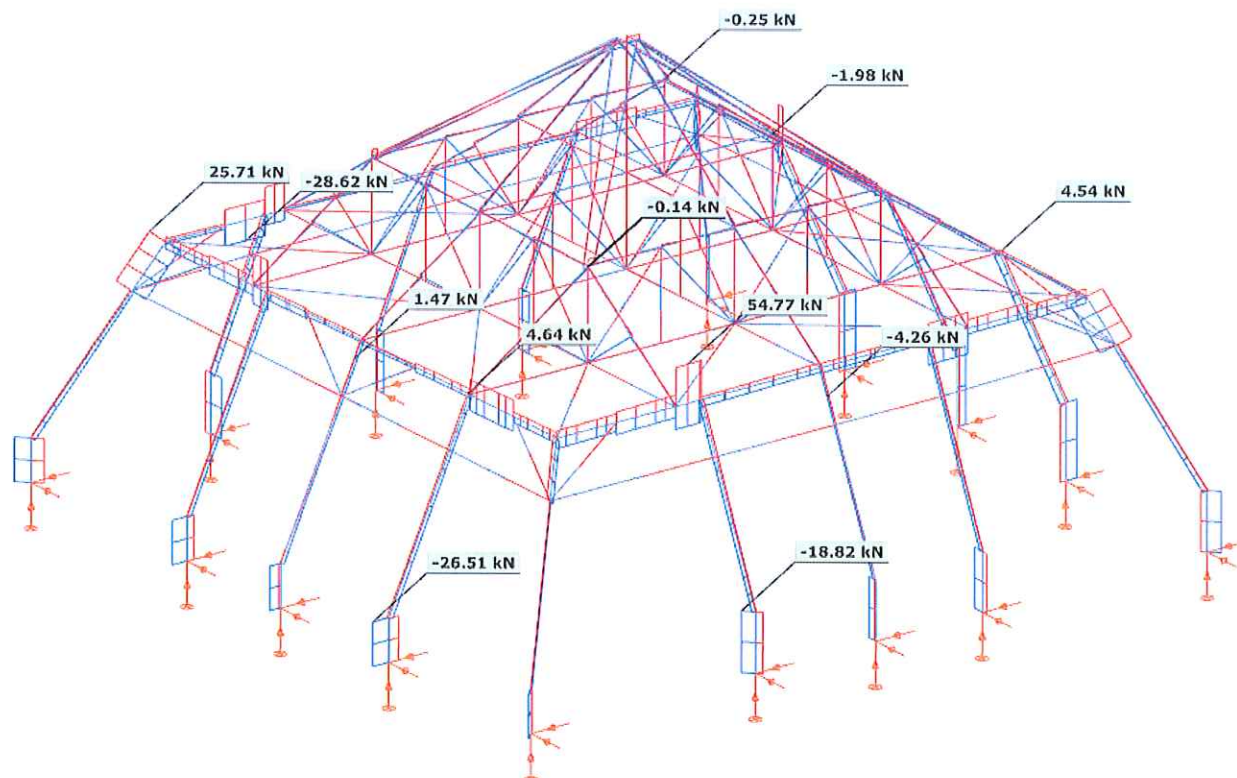 -0.25 kN
-1.98 kN
25.71 kN
-28.62 kN
-0.14 kN
4.54 kN
1.47 kN
54.77 kN
4.64 kN
-4.26 kN
-26.51 kN
-18.82 kN